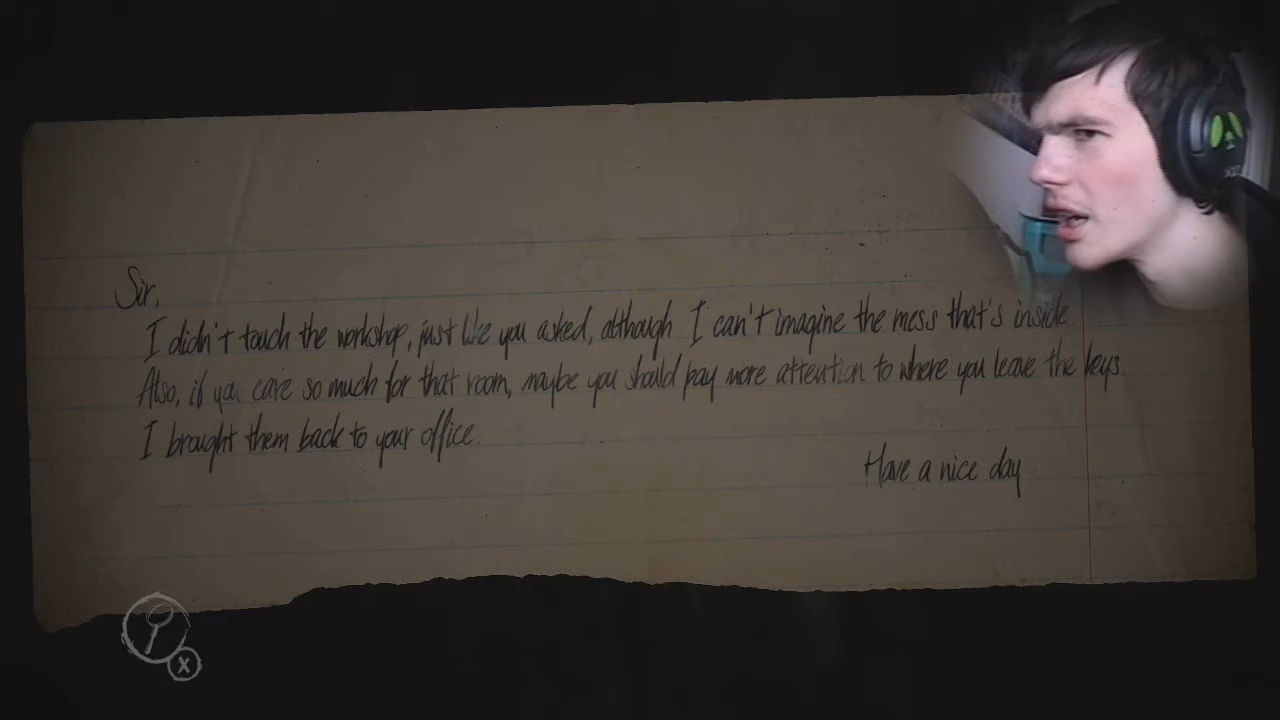 Sir,
I didn't touch the workshop, just like you asked, although I can't imagine the mess that's inside.
Also, if you care so much for that room, maybe you should pay more attention to where you leave the keys.
I brought them back to your office.
Have a nice day
X